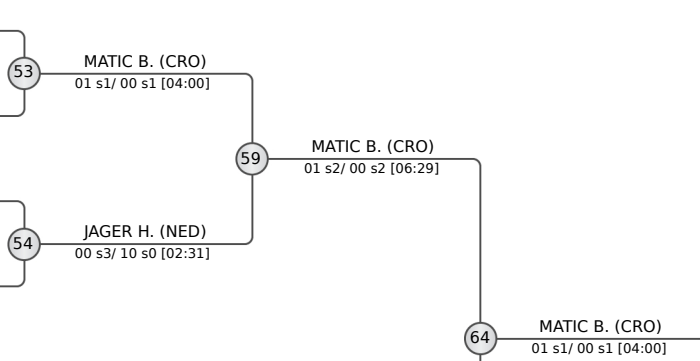 53
MATIC B. (CRO)
01 s1/ 00 s1 [04:00]
59
MATIC B. (CRO)
01 s2/ 00 s2 [06:29]
54
JAGER H. (NED)
00 s3/ 10 s0 [02:31]
64
MATIC B. (CRO)
01 s1/ 00 s1 [04:00]